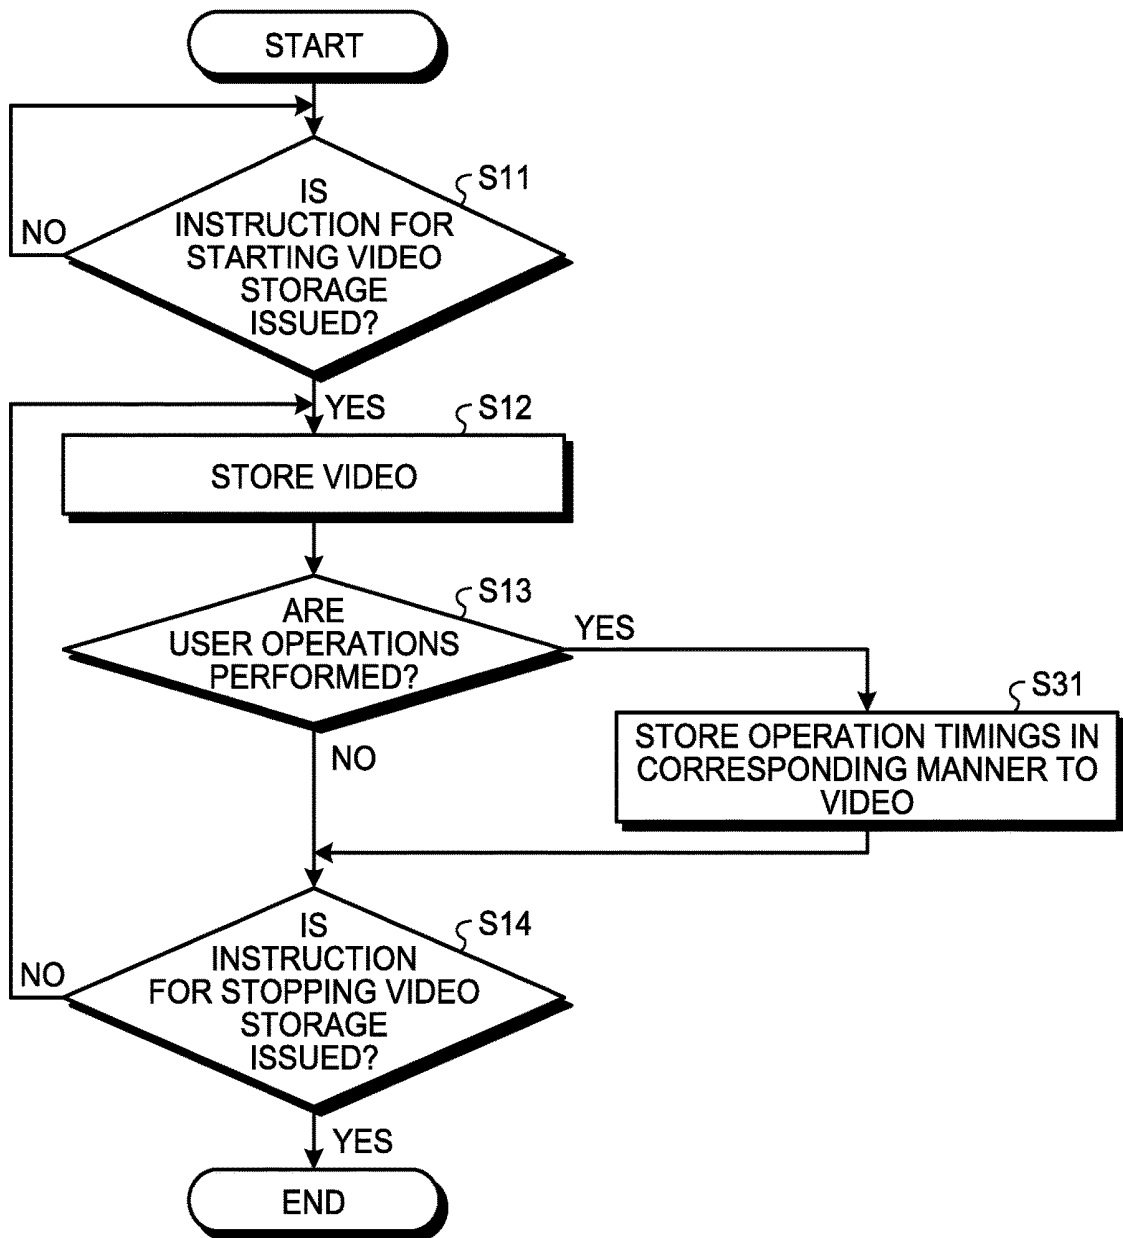 START
S11
IS
INSTRUCTION FOR
STARTING VIDEO
STORAGE
ISSUED?
NO
YES
S12
STORE VIDEO
S13
ARE
USER OPERATIONS
PERFORMED?
YES
NO
S31
STORE OPERATION TIMINGS IN
CORRESPONDING MANNER TO
VIDEO
S14
IS
INSTRUCTION
FOR STOPPING VIDEO
STORAGE
ISSUED?
NO
YES
END